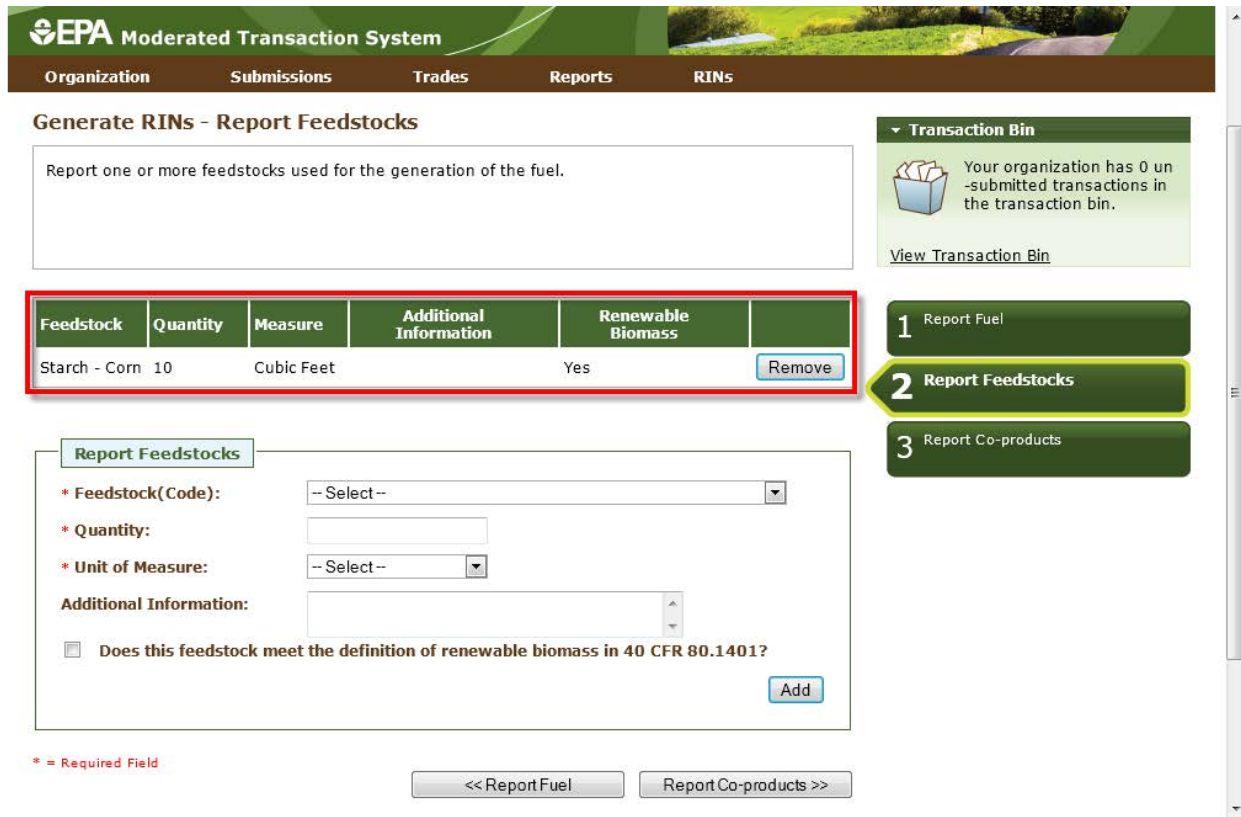 EPA Moderated Transaction System
Organization Submissions Trades Reports RINs
Generate RINs - Report Feedstocks
Report one or more feedstocks used for the generation of the fuel.
Transaction Bin
Your organization has 0 un
-submitted transactions in
the transaction bin.
View Transaction Bin
Feedstock Quantity Measure Additional Information Renewable Biomass
Starch - Corn 10 Cubic Feet Yes Remove
1 Report Fuel
2 Report Feedstocks
3 Report Co-products
Report Feedstocks
* Feedstock(Code): -- Select --
* Quantity:
* Unit of Measure: -- Select --
Additional Information:
Does this feedstock meet the definition of renewable biomass in 40 CFR 80.1401?
Add
* = Required Field
<< Report Fuel Report Co-products >>